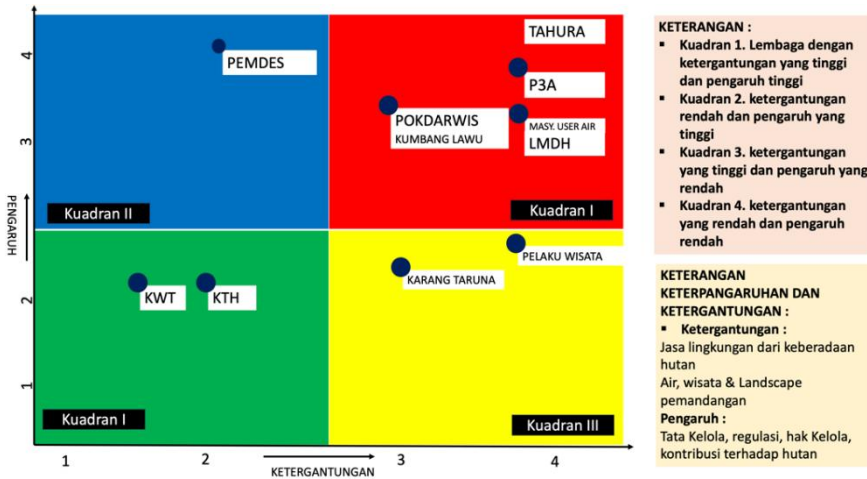 4
3
2
1
PENGARUH
PEMDES
Kuadran II
TAHURA
P3A
POKDARWIS
KUMBANG LAWU
MASY. USER AIR
LMDH
Kuadran I
KWT
KTH
Kuadran I
PELAKU WISATA
KARANG TARUNA
Kuadran III
1
2
3
4
KETERGANTUNGAN
KETERANGAN :
▪ Kuadran 1. Lembaga dengan
ketergantungan yang tinggi
dan pengaruh tinggi
▪ Kuadran 2. ketergantungan
rendah dan pengaruh yang
tinggi
▪ Kuadran 3. ketergantungan
yang tinggi dan pengaruh yang
rendah
▪ Kuadran 4. ketergantungan
yang rendah dan pengaruh
rendah
KETERANGAN
KETERPANGARUHAN DAN
KETERGANTUNGAN :
▪ Ketergantungan :
Jasa lingkungan dari keberadaan
hutan
Air, wisata & Landscape
pemandangan
Pengaruh :
Tata Kelola, regulasi, hak Kelola,
kontribusi terhadap hutan